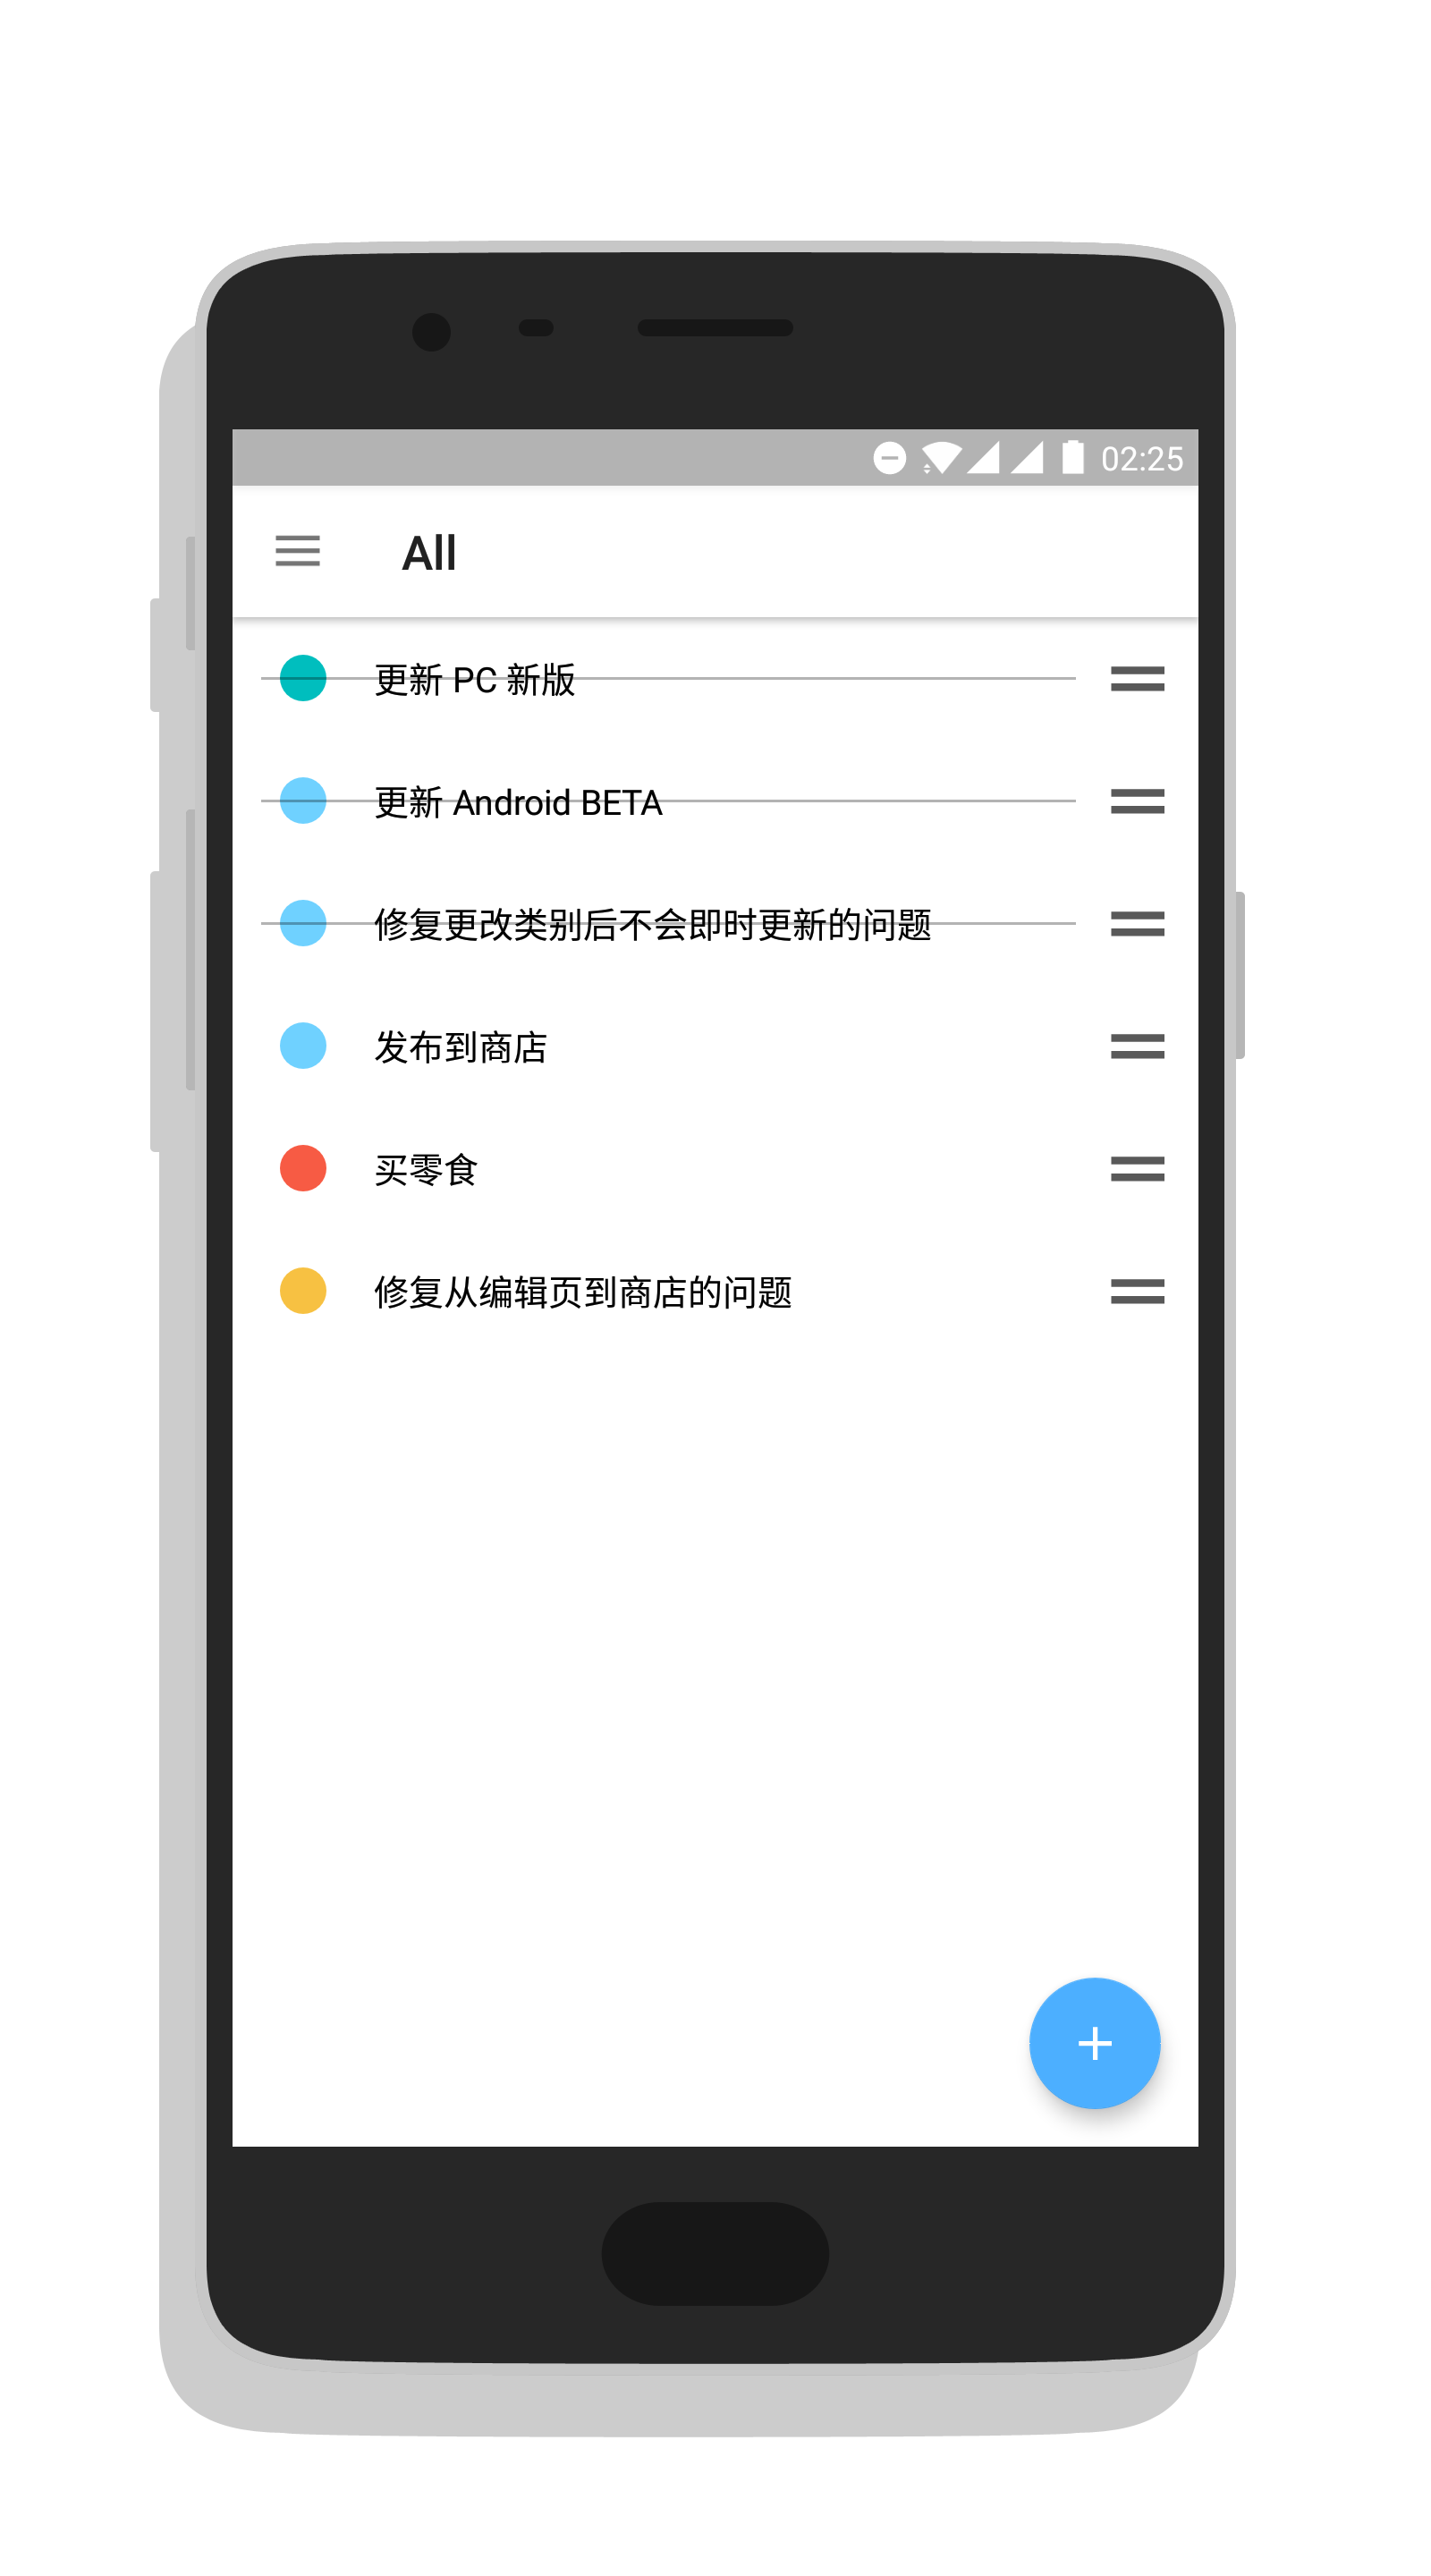 02:25
All
更新 PC 新版
更新 Android BETA
修复更改类别后不会即时更新的问题
发布到商店
买零食
修复从编辑页到商店的问题